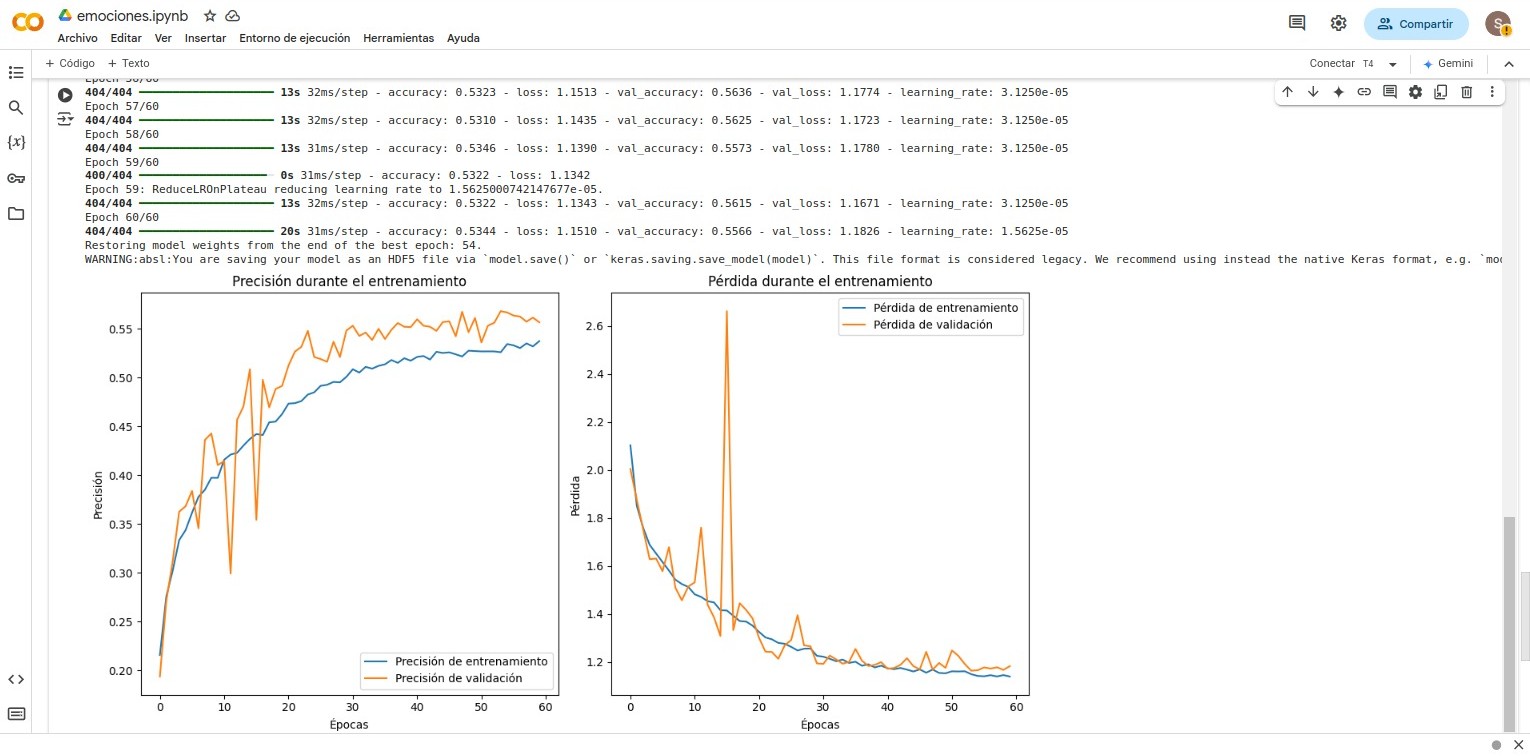 emociones.ipynb
Archivo Editar Ver Insertar Entorno de ejecución Herramientas Ayuda
Compartir
S
+ Código + Texto
Conectar T4
Gemini
Epoch 56/60
404/404 13s 32ms/step - accuracy: 0.5323 - loss: 1.1513 - val_accuracy: 0.5636 - val_loss: 1.1774 - learning_rate: 3.1250e-05
Epoch 57/60
404/404 13s 32ms/step - accuracy: 0.5310 - loss: 1.1435 - val_accuracy: 0.5625 - val_loss: 1.1723 - learning_rate: 3.1250e-05
Epoch 58/60
404/404 13s 31ms/step - accuracy: 0.5346 - loss: 1.1390 - val_accuracy: 0.5573 - val_loss: 1.1780 - learning_rate: 3.1250e-05
Epoch 59/60
400/404 0s 31ms/step - accuracy: 0.5322 - loss: 1.1342
Epoch 59: ReduceLROnPlateau reducing learning rate to 1.5625000742147677e-05.
404/404 13s 32ms/step - accuracy: 0.5322 - loss: 1.1343 - val_accuracy: 0.5615 - val_loss: 1.1671 - learning_rate: 3.1250e-05
Epoch 60/60
404/404 20s 31ms/step - accuracy: 0.5344 - loss: 1.1510 - val_accuracy: 0.5566 - val_loss: 1.1826 - learning_rate: 1.5625e-05
Restoring model weights from the end of the best epoch: 54.
WARNING:absl:You are saving your model as an HDF5 file via `model.save()` or `keras.saving.save_model(model)`. This file format is considered legacy. We recommend using instead the native Keras format, e.g. `mod
Precisión durante el entrenamiento
0.55
0.50
0.45
0.40
0.35
0.30
0.25
0.20
Precisión
Precisión de entrenamiento
Precisión de validación
0 10 20 30 40 50 60
Épocas
Pérdida durante el entrenamiento
Pérdida de entrenamiento
Pérdida de validación
2.6
2.4
2.2
2.0
1.8
1.6
1.4
1.2
Pérdida
0 10 20 30 40 50 60
Épocas